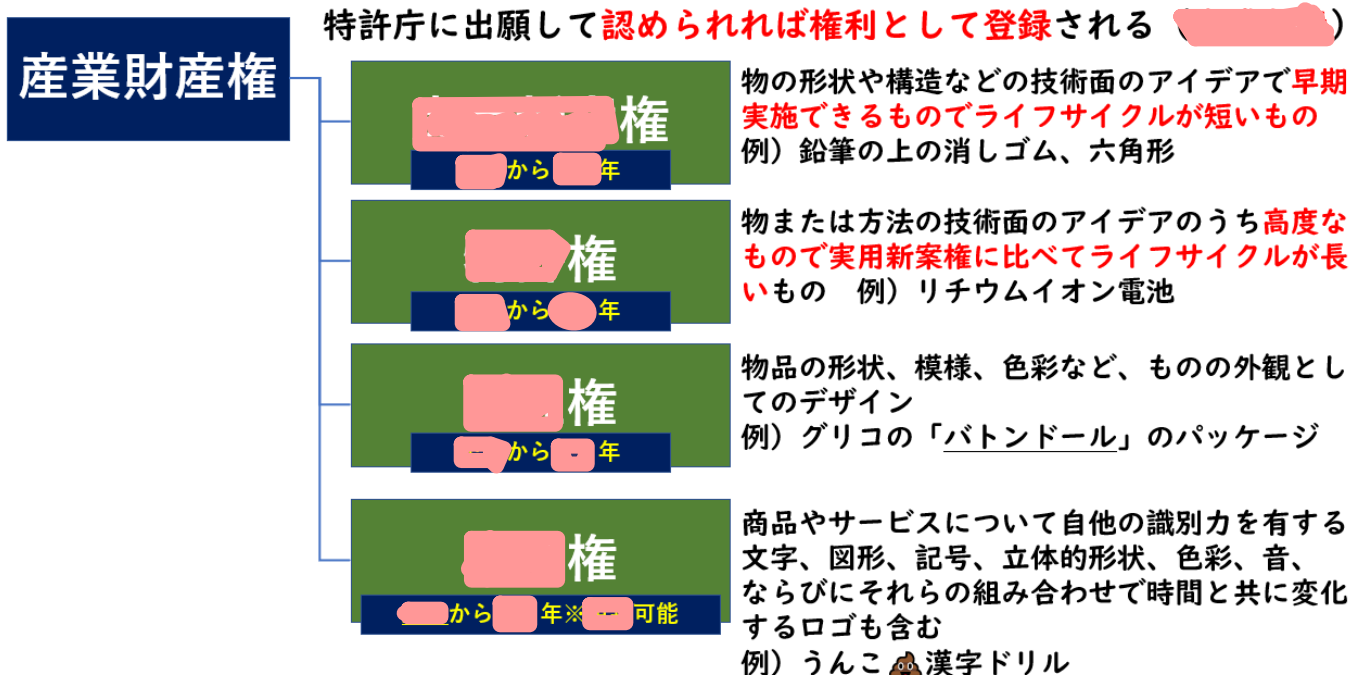 特許庁に出願して認められれば権利として登録される（　　　）
産業財産権
権
から　年
物の形状や構造などの技術面のアイデアで早期
実施できるものでライフサイクルが短いもの
例）鉛筆の上の消しゴム、六角形
権
から　年
物または方法の技術面のアイデアのうち高度な
もので実用新案権に比べてライフサイクルが長
いもの　例）リチウムイオン電池
権
から　年
物品の形状、模様、色彩など、ものの外観とし
てのデザイン
例）グリコの「バトンドール」のパッケージ
権
から　年※　可能
商品やサービスについて自他の識別力を有する
文字、図形、記号、立体的形状、色彩、音、
ならびにそれらの組み合わせで時間と共に変化
するロゴも含む
例）うんこ💩漢字ドリル